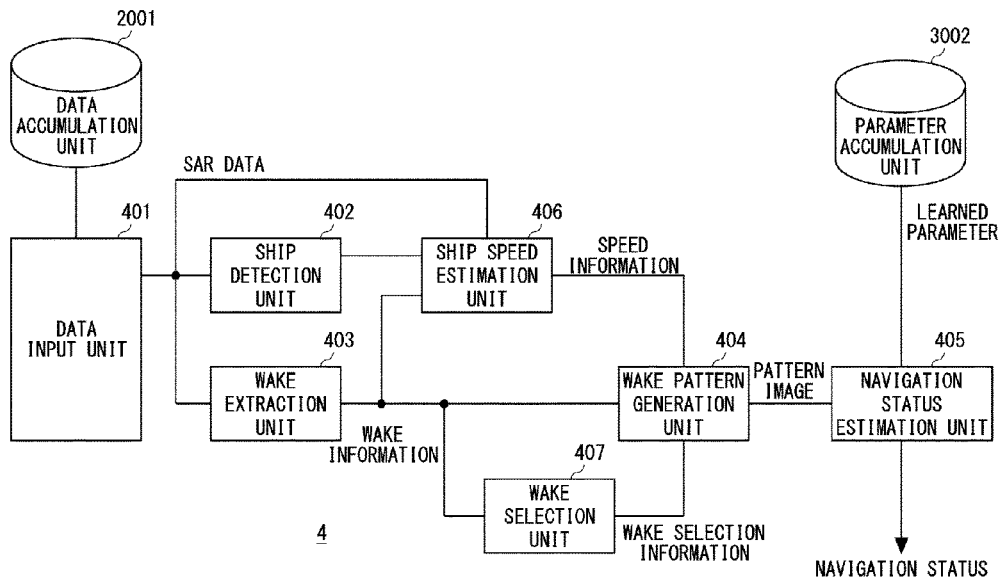 2001
DATA
ACCUMULATION
UNIT
3002
PARAMETER
ACCUMULATION
UNIT
SAR DATA
401
DATA
INPUT UNIT
402
SHIP
DETECTION
UNIT
406
SHIP SPEED
ESTIMATION
UNIT
SPEED
INFORMATION
LEARNED
PARAMETER
403
WAKE
EXTRACTION
UNIT
WAKE
INFORMATION
404
WAKE PATTERN
GENERATION
UNIT
PATTERN
IMAGE
405
NAVIGATION
STATUS
ESTIMATION UNIT
407
WAKE
SELECTION
UNIT
WAKE SELECTION
INFORMATION
4
NAVIGATION STATUS